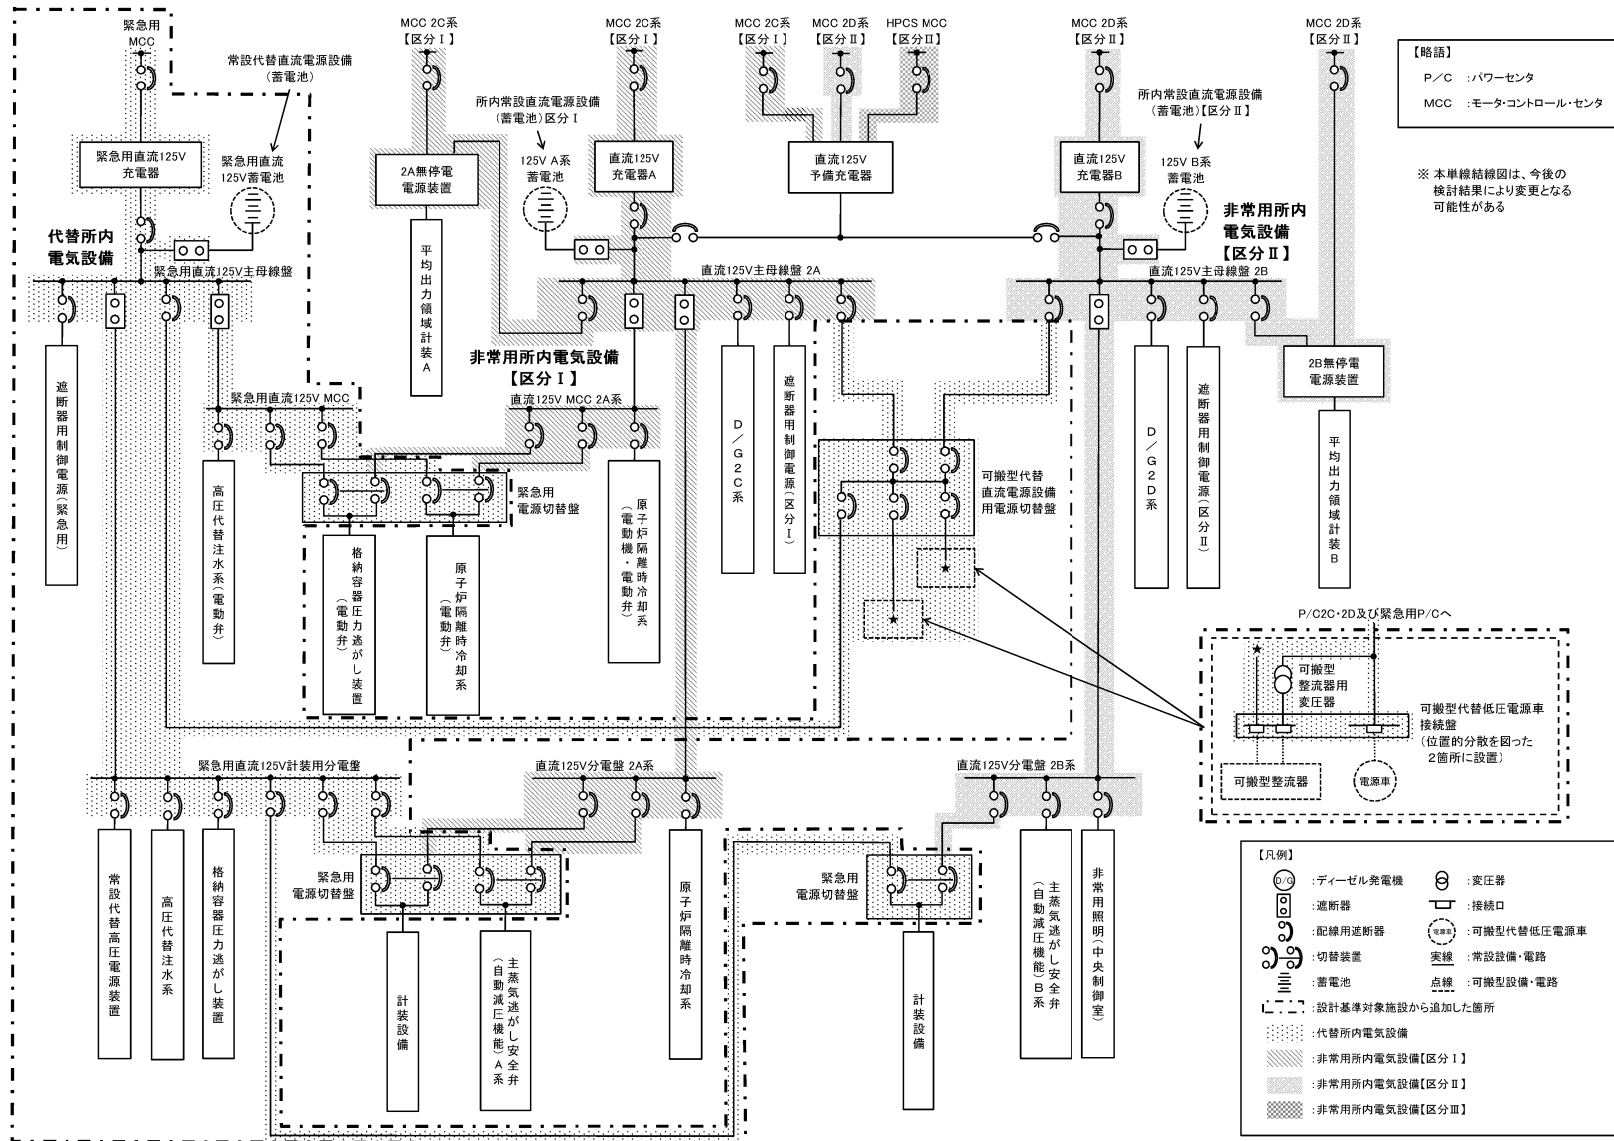 緊急用
MCC
MCC 2C系
【区分Ⅰ】
MCC 2C系
【区分Ⅰ】
MCC 2C系
【区分Ⅰ】
MCC 2D系
【区分Ⅱ】
HPCS MCC
【区分Ⅲ】
MCC 2D系
【区分Ⅱ】
MCC 2D系
【区分Ⅱ】
【略語】
P/C :パワーセンタ
MCC :モータ・コントロール・センタ
※ 本単線結線図は、今後の
検討結果により変更となる
可能性がある
常設代替直流電源設備
(蓄電池)
所内常設直流電源設備
(蓄電池)区分Ⅰ
所内常設直流電源設備
(蓄電池)【区分Ⅱ】
緊急用直流125V
充電器
緊急用直流
125V蓄電池
2A無停電
電源装置
125V A系
蓄電池
直流125V
充電器A
直流125V
予備充電器
直流125V
充電器B
125V B系
蓄電池
代替所内
電気設備
非常用所内
電気設備
【区分Ⅱ】
緊急用直流125V主母線盤
直流125V主母線盤 2A
直流125V主母線盤 2B
平均出力領域計装A
非常用所内電気設備
【区分Ⅰ】
2B無停電
電源装置
遮断器用制御電源(緊急用)
緊急用直流125V MCC
直流125V MCC 2A系
D/G2C系
遮断器用制御電源(区分Ⅰ)
D/G2D系
遮断器用制御電源(区分Ⅱ)
平均出力領域計装B
高圧代替注水系(電動弁)
緊急用
電源切替盤
可搬型代替
直流電源設備
用電源切替盤
格納容器圧力逃がし装置
(電動弁)
原子炉隔離時冷却系
(電動弁)
原子炉隔離時冷却系
(電動機・電動弁)
P/C2C・2D及び緊急用P/Cへ
可搬型
整流器用
変圧器
可搬型代替低圧電源車
接続盤
(位置的分散を図った
2箇所に設置)
可搬型整流器
電源車
緊急用直流125V計装用分電盤
直流125V分電盤 2A系
直流125V分電盤 2B系
常設代替高圧電源装置
高圧代替注水系
格納容器圧力逃がし装置
緊急用
電源切替盤
計装設備
主蒸気逃がし安全弁
(自動減圧機能)A系
原子炉隔離時冷却系
緊急用
電源切替盤
計装設備
主蒸気逃がし安全弁
(自動減圧機能)B系
非常用照明(中央制御室)
【凡例】
D/G :ディーゼル発電機
:変圧器
:遮断器
:接続口
:配線用遮断器
電源車 :可搬型代替低圧電源車
:切替装置
実線 :常設設備・電路
:蓄電池
点線 :可搬型設備・電路
:設計基準対象施設から追加した箇所
:代替所内電気設備
:非常用所内電気設備【区分Ⅰ】
:非常用所内電気設備【区分Ⅱ】
:非常用所内電気設備【区分Ⅲ】